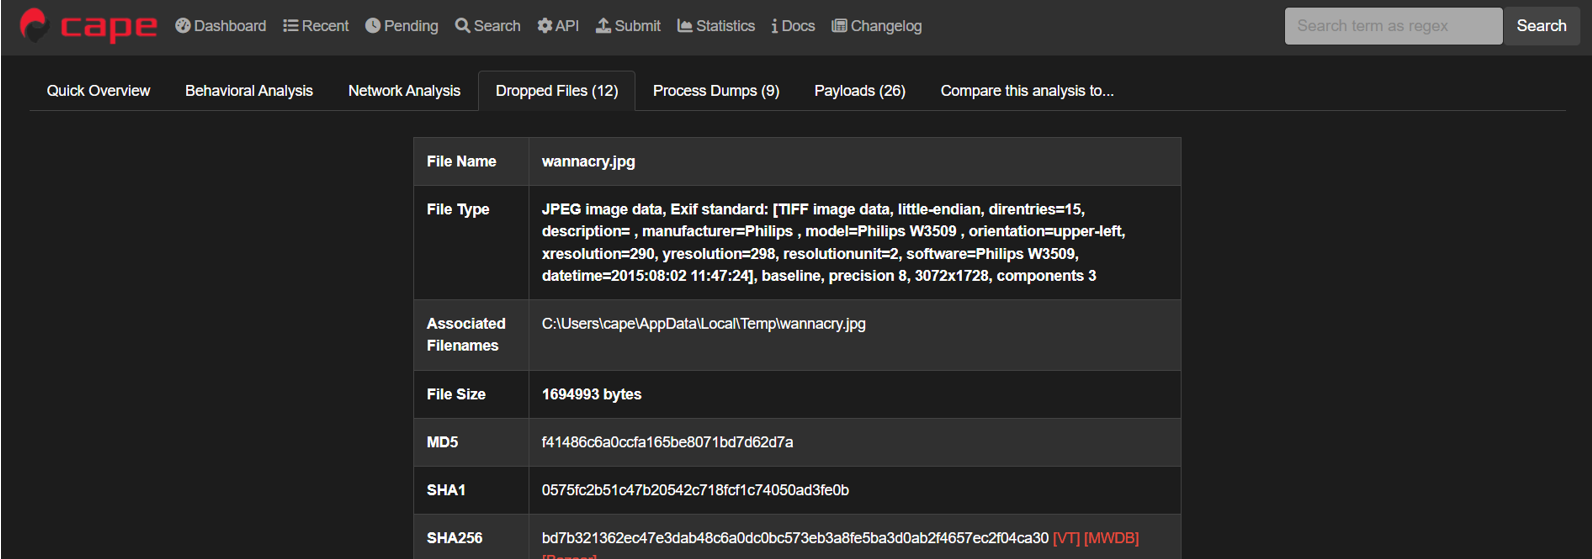 cape Dashboard Recent Pending Search API Submit Statistics Docs Changelog Search term as regex Search
Quick Overview Behavioral Analysis Network Analysis Dropped Files (12) Process Dumps (9) Payloads (26) Compare this analysis to...
File Name wannacry.jpg
File Type JPEG image data, Exif standard: [TIFF image data, little-endian, direntries=15,
description= , manufacturer=Philips , model=Philips W3509 , orientation=upper-left,
xresolution=290, yresolution=298, resolutionunit=2, software=Philips W3509,
datetime=2015:08:02 11:47:24], baseline, precision 8, 3072x1728, components 3
Associated C:\Users\cape\AppData\Local\Temp\wannacry.jpg
Filenames
File Size 1694993 bytes
MD5 f41486c6a0ccfa165be8071bd7d62d7a
SHA1 0575fc2b51c47b20542c718fcf1c74050ad3fe0b
SHA256 bd7b321362ec47e3dab48c6a0dc0bc573eb3a8fe5ba3d0ab2f4657ec2f04ca30 [VT] [MWDB]